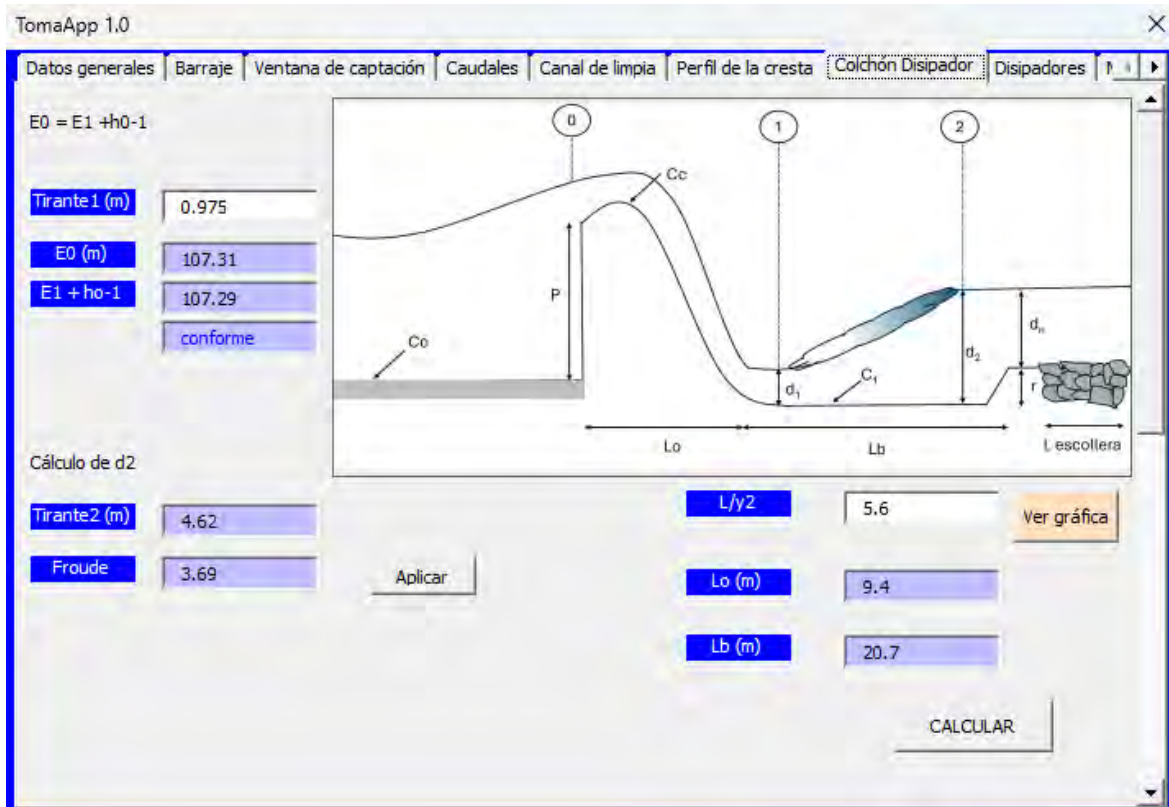 TomaApp 1.0
Datos generales Barraje Ventana de captación Caudales Canal de limpia Perfil de la cresta Colchón Disipador Disipadores
E0 = E1 +h0-1
Tirante1 (m) 0.975
E0 (m) 107.31
E1 + ho-1 107.29
conforme
0 1 2
Cc
P
Co
d1
C1
d2
dn
r
Lo Lb L escollera
Cálculo de d2
Tirante2 (m) 4.62
Froude 3.69
Aplicar
L/y2 5.6 Ver gráfica
Lo (m) 9.4
Lb (m) 20.7
CALCULAR